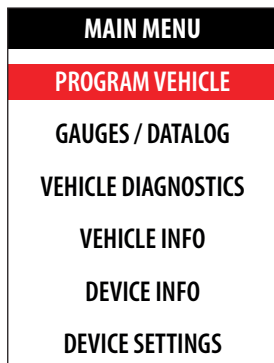 MAIN MENU
PROGRAM VEHICLE
GAUGES / DATALOG
VEHICLE DIAGNOSTICS
VEHICLE INFO
DEVICE INFO
DEVICE SETTINGS